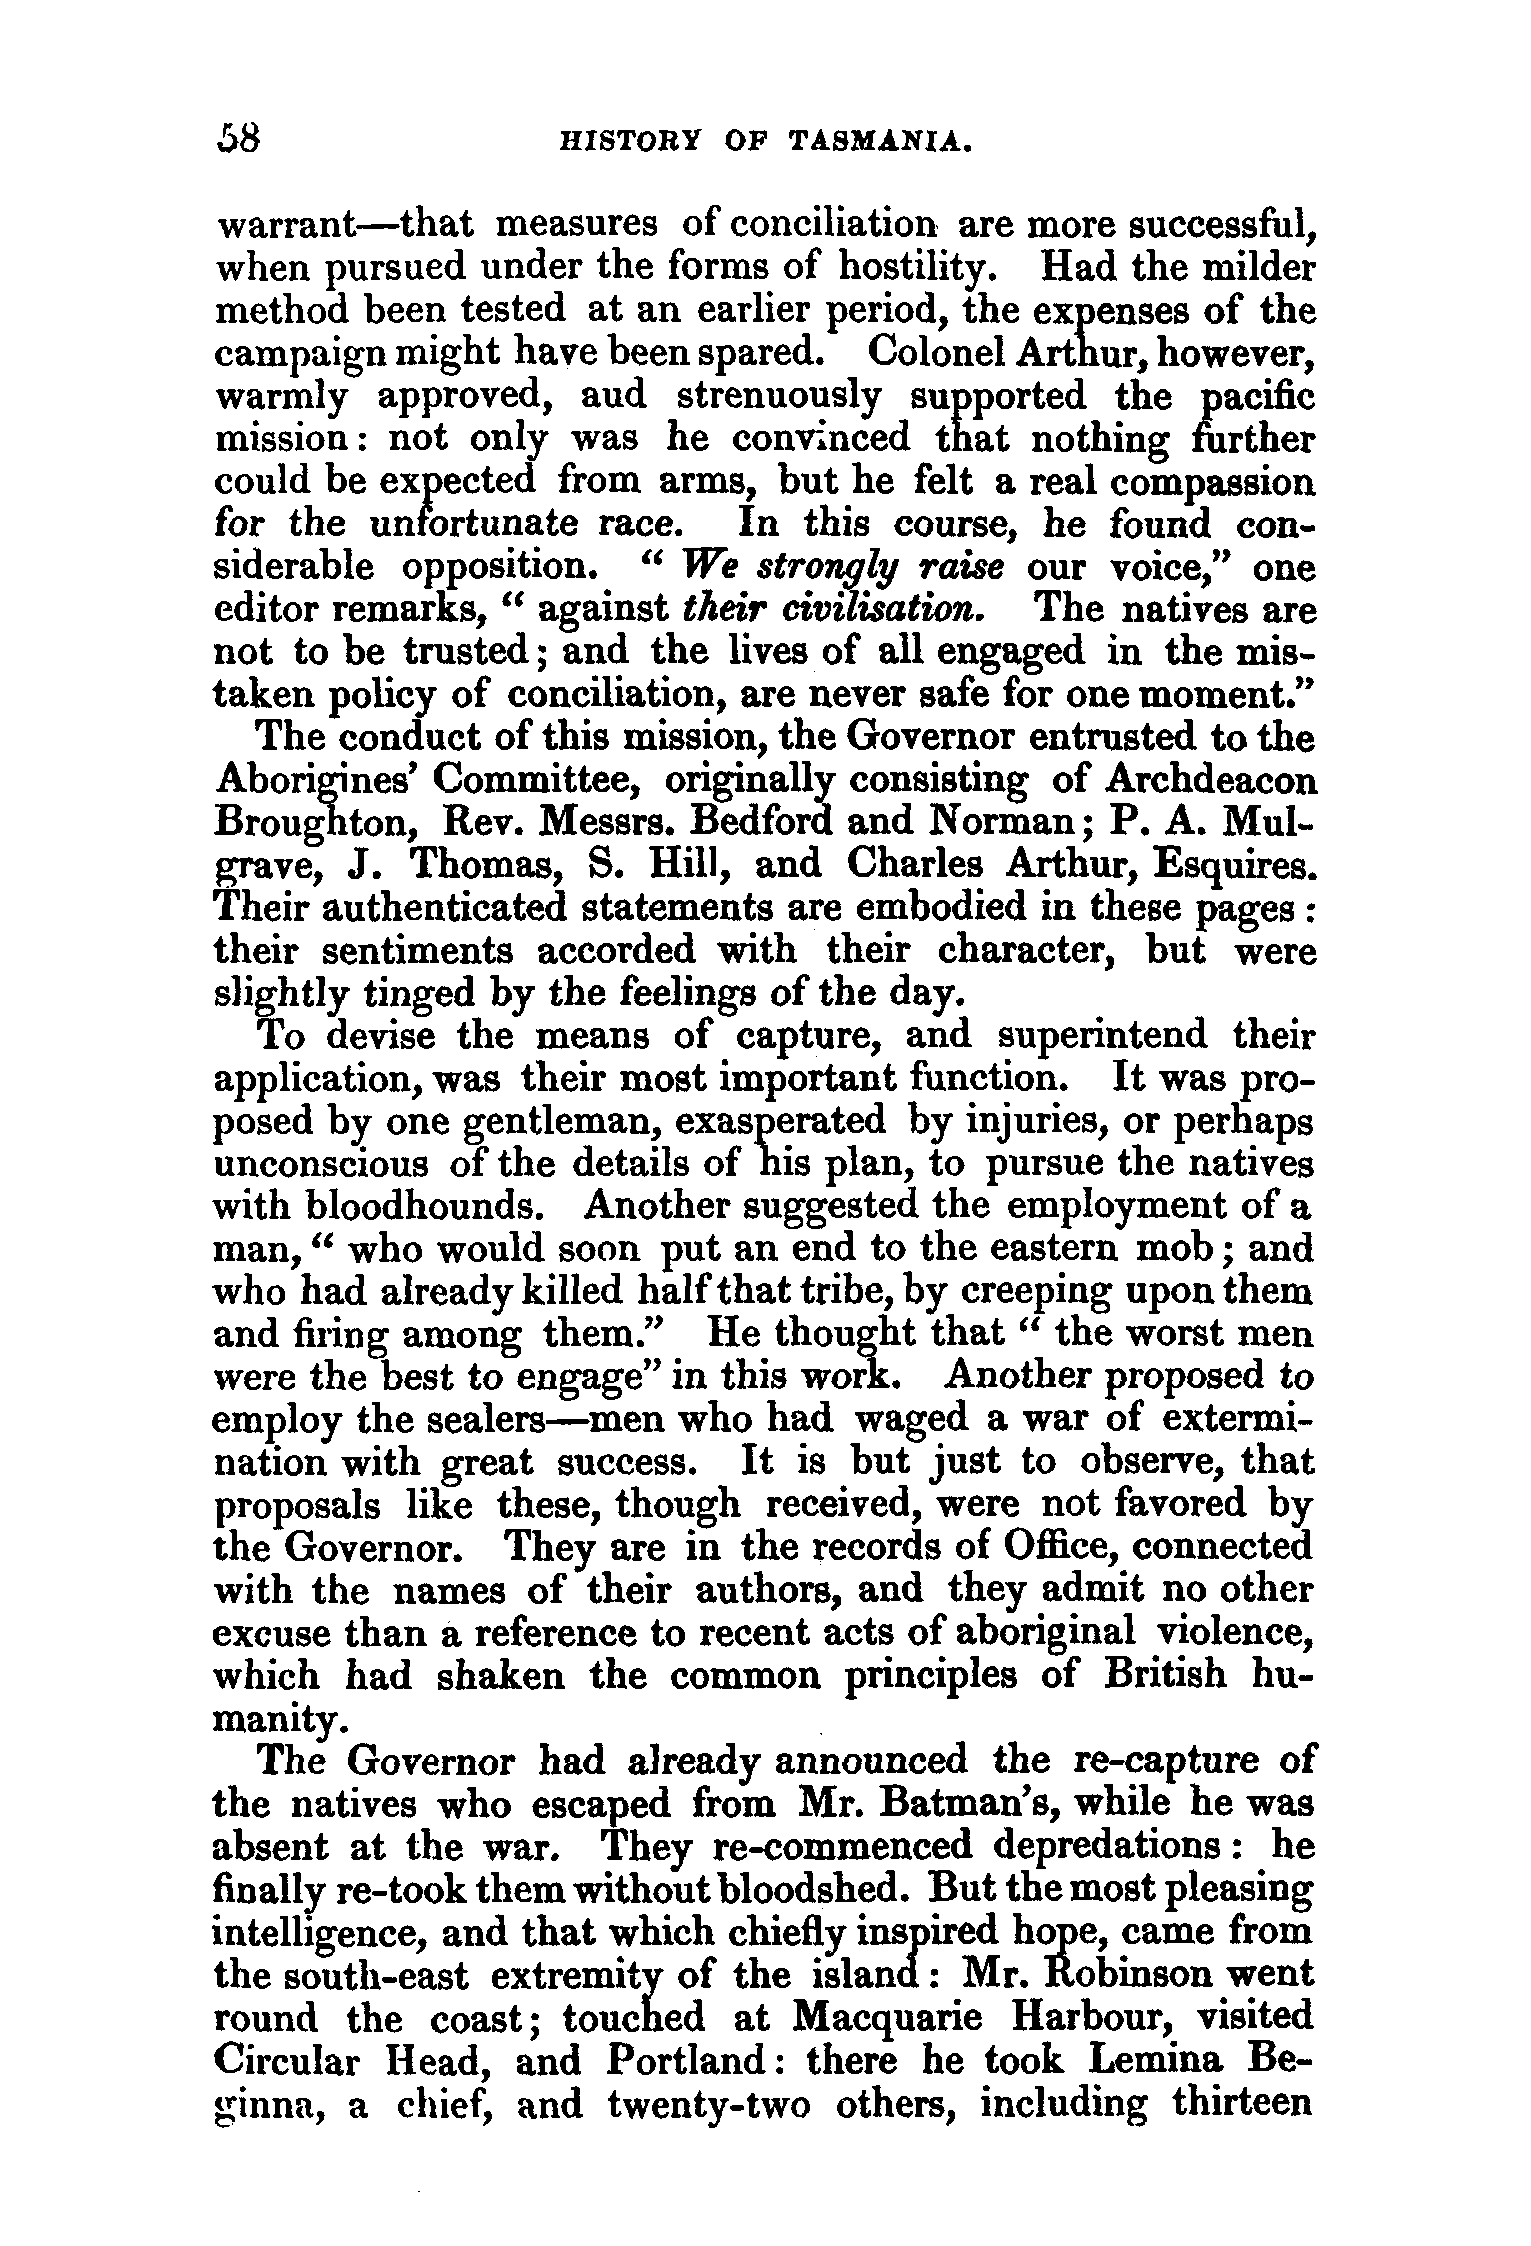 58 HISTORY OF TASMANIA.
warrant—that measures of conciliation are more successful,
when pursued under the forms of hostility. Had the milder
method been tested at an earlier period, the expenses of the
campaign might have been spared. Colonel Arthur, however,
warmly approved, aud strenuously supported the pacific
mission: not only was he convinced that nothing further
could be expected from arms, but he felt a real compassion
for the unfortunate race. In this course, he found con-
siderable opposition. “ We strongly raise our voice,” one
editor remarks, “ against their civilisation. The natives are
not to be trusted; and the lives of all engaged in the mis-
taken policy of conciliation, are never safe for one moment.”
The conduct of this mission, the Governor entrusted to the
Aborigines’ Committee, originally consisting of Archdeacon
Broughton, Rev. Messrs. Bedford and Norman; P. A. Mul-
grave, J. Thomas, S. Hill, and Charles Arthur, Esquires.
Their authenticated statements are embodied in these pages:
their sentiments accorded with their character, but were
slightly tinged by the feelings of the day.
To devise the means of capture, and superintend their
application, was their most important function. It was pro-
posed by one gentleman, exasperated by injuries, or perhaps
unconscious of the details of his plan, to pursue the natives
with bloodhounds. Another suggested the employment of a
man, “ who would soon put an end to the eastern mob; and
who had already killed half that tribe, by creeping upon them
and firing among them.” He thought that “ the worst men
were the best to engage” in this work. Another proposed to
employ the sealers—men who had waged a war of extermi-
nation with great success. It is but just to observe, that
proposals like these, though received, were not favored by
the Governor. They are in the records of Office, connected
with the names of their authors, and they admit no other
excuse than a reference to recent acts of aboriginal violence,
which had shaken the common principles of British hu-
manity.
The Governor had already announced the re-capture of
the natives who escaped from Mr. Batman’s, while he was
absent at the war. They re-commenced depredations: he
finally re-took them without bloodshed. But the most pleasing
intelligence, and that which chiefly inspired hope, came from
the south-east extremity of the island: Mr. Robinson went
round the coast; touched at Macquarie Harbour, visited
Circular Head, and Portland: there he took Lemina Be-
ginna, a chief, and twenty-two others, including thirteen